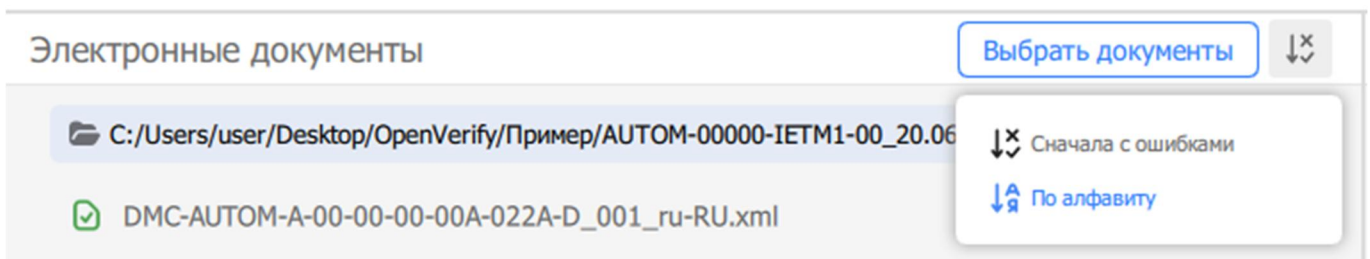 Электронные документы
Выбрать документы
C:/Users/user/Desktop/OpenVerify/Пример/AUTOM-00000-IETM1-00_20.06
Сначала с ошибками
По алфавиту
DMC-AUTOM-A-00-00-00-00A-022A-D_001_ru-RU.xml